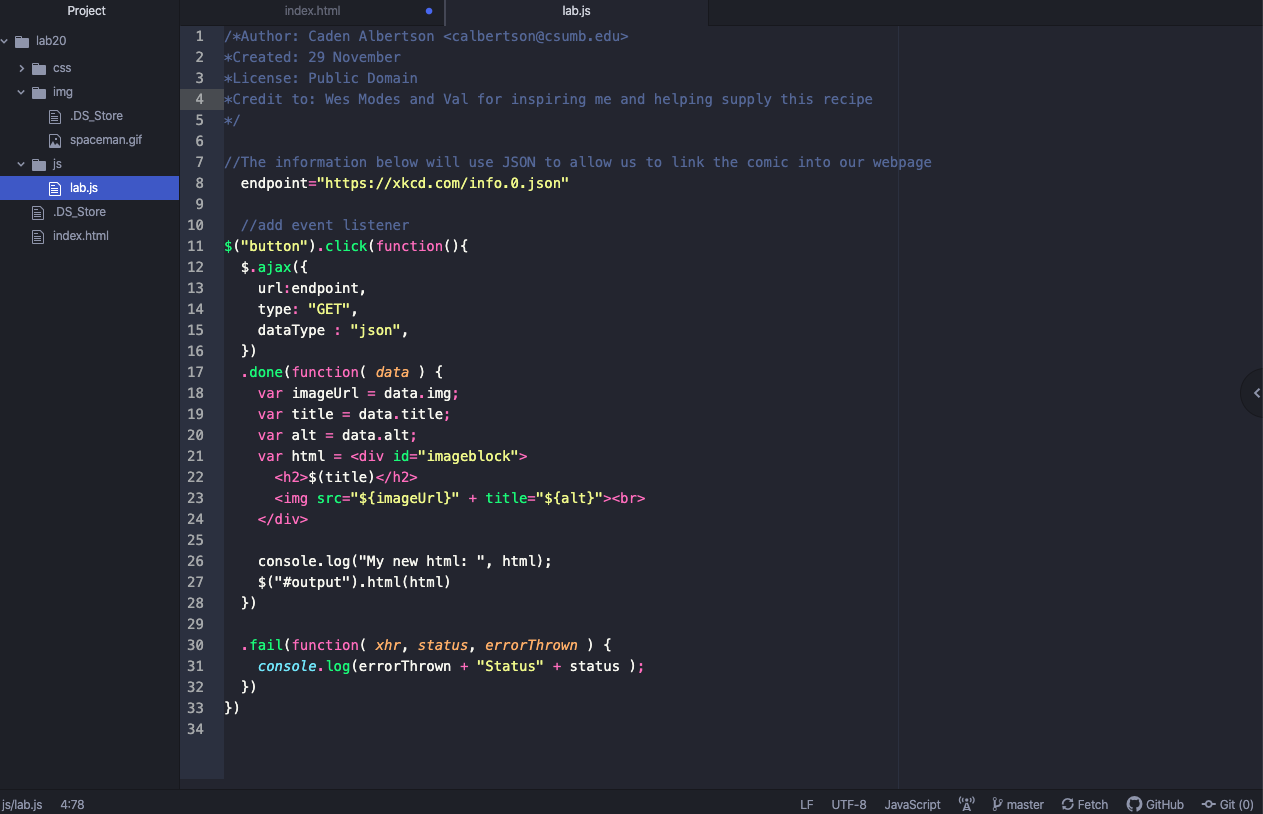 Project
index.html
lab.js
lab20
css
img
.DS_Store
spaceman.gif
js
lab.js
.DS_Store
index.html
1 /*Author: Caden Albertson <calbertson@csumb.edu>
2 *Created: 29 November
3 *License: Public Domain
4 *Credit to: Wes Modes and Val for inspiring me and helping supply this recipe
5 */
6
7 //The information below will use JSON to allow us to link the comic into our webpage
8   endpoint="https://xkcd.com/info.0.json"
9
10   //add event listener
11 $("button").click(function(){
12   $.ajax({
13     url:endpoint,
14     type: "GET",
15     dataType : "json",
16   })
17   .done(function( data ) {
18     var imageUrl = data.img;
19     var title = data.title;
20     var alt = data.alt;
21     var html = <div id="imageblock">
22       <h2>$(title)</h2>
23       <img src="${imageUrl}" + title="${alt}"><br>
24     </div>
25
26     console.log("My new html: ", html);
27     $("#output").html(html)
28   })
29
30   .fail(function( xhr, status, errorThrown ) {
31     console.log(errorThrown + "Status" + status );
32   })
33 })
34
js/lab.js 4:78 LF UTF-8 JavaScript master Fetch GitHub Git (0)